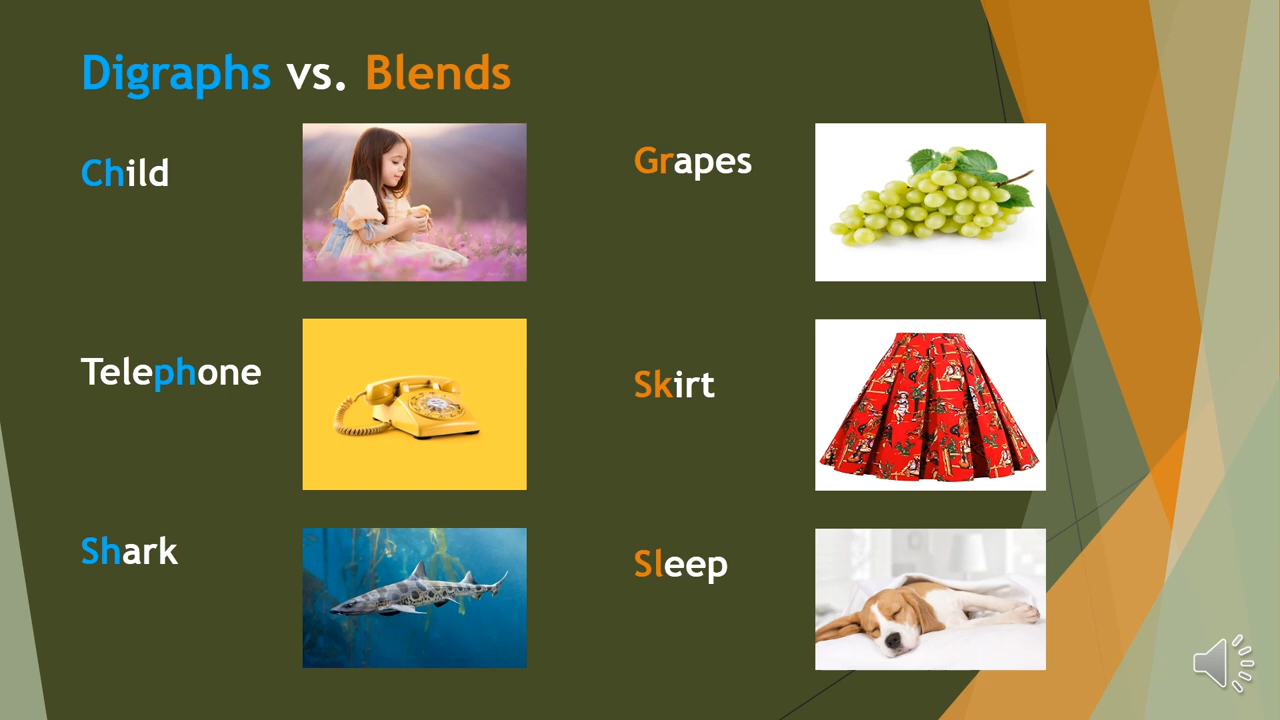 Digraphs vs. Blends
Child
Telephone
Shark
Grapes
Skirt
Sleep